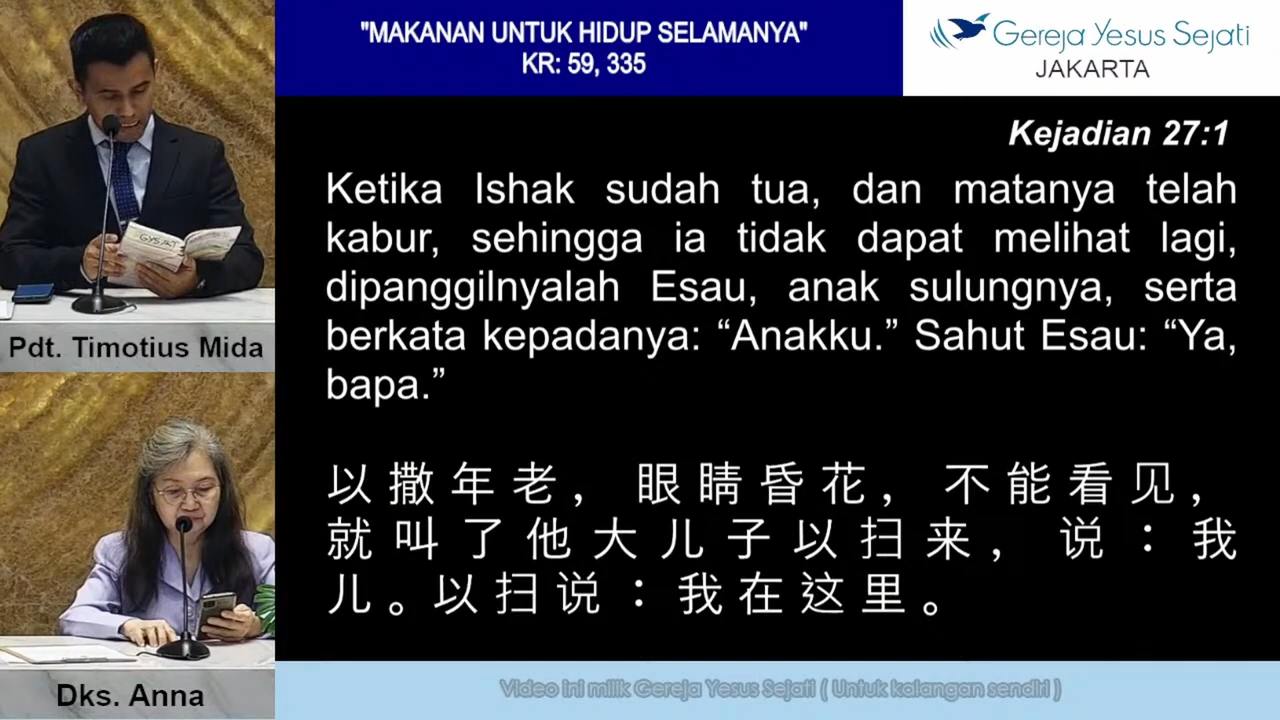 "MAKANAN UNTUK HIDUP SELAMANYA"
KR: 59, 335
Gereja Yesus Sejati
JAKARTA
Kejadian 27:1
Ketika Ishak sudah tua, dan matanya telah
kabur, sehingga ia tidak dapat melihat lagi,
dipanggilnyalah Esau, anak sulungnya, serta
berkata kepadanya: “Anakku.” Sahut Esau: “Ya,
bapa.”
以撒年老，眼睛昏花，不能看见，
就叫了他大儿子以扫来，说：我
儿。以扫说：我在这里。
GYSAT
Pdt. Timotius Mida
Dks. Anna
Video ini milik Gereja Yesus Sejati ( Untuk kalangan sendiri )